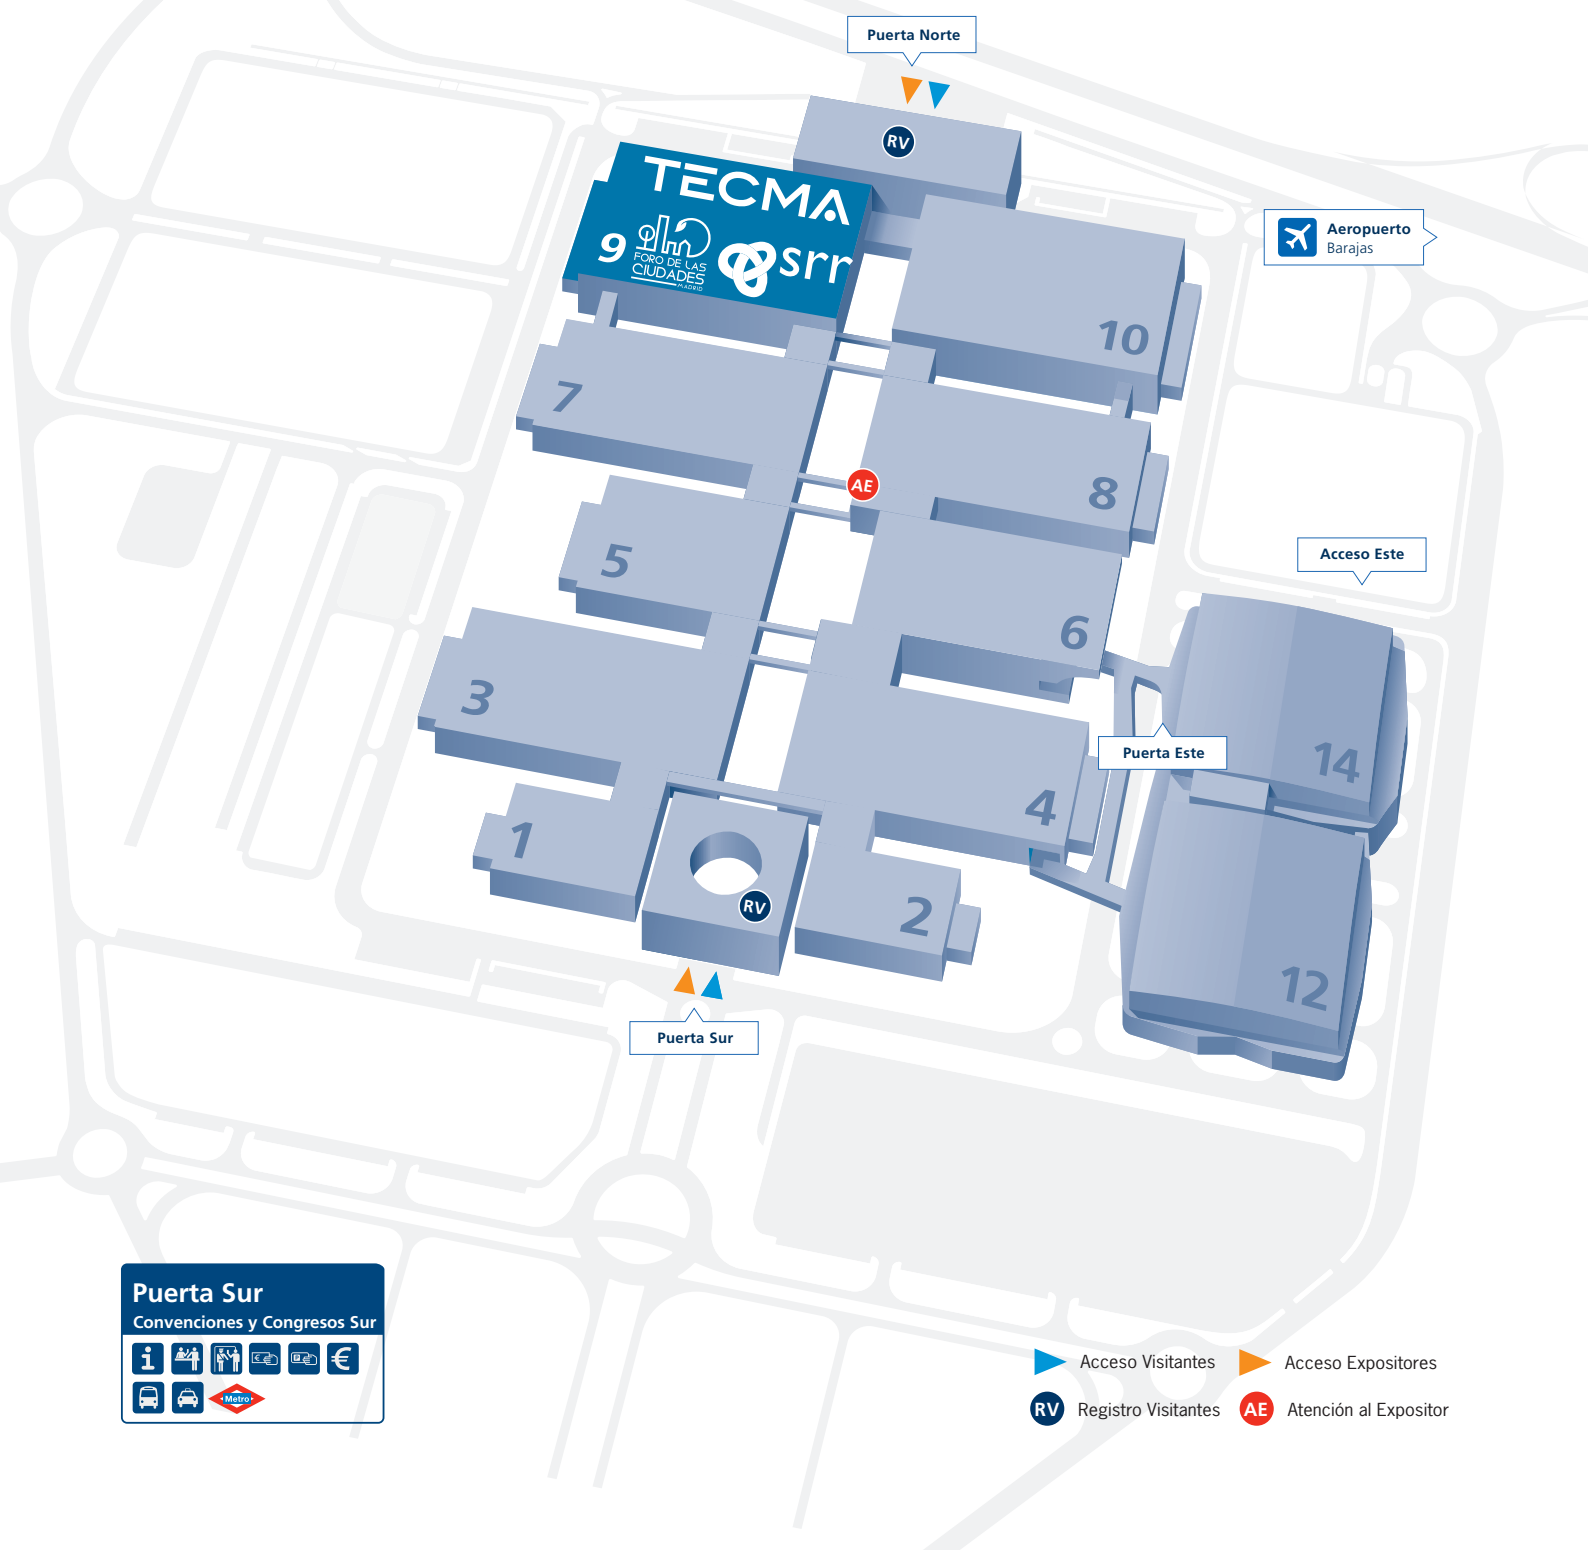 Puerta Norte
RV
TECMA
9
FORO DE LAS
CIUDADES
MADRID
srr
Aeropuerto
Barajas
10
7
AE
8
5
Acceso Este
6
3
Puerta Este
14
4
1
RV
2
12
Puerta Sur
Puerta Sur
Convenciones y Congresos Sur
i
€
P
€
Metro
Acceso Visitantes
Acceso Expositores
RV Registro Visitantes
AE Atención al Expositor